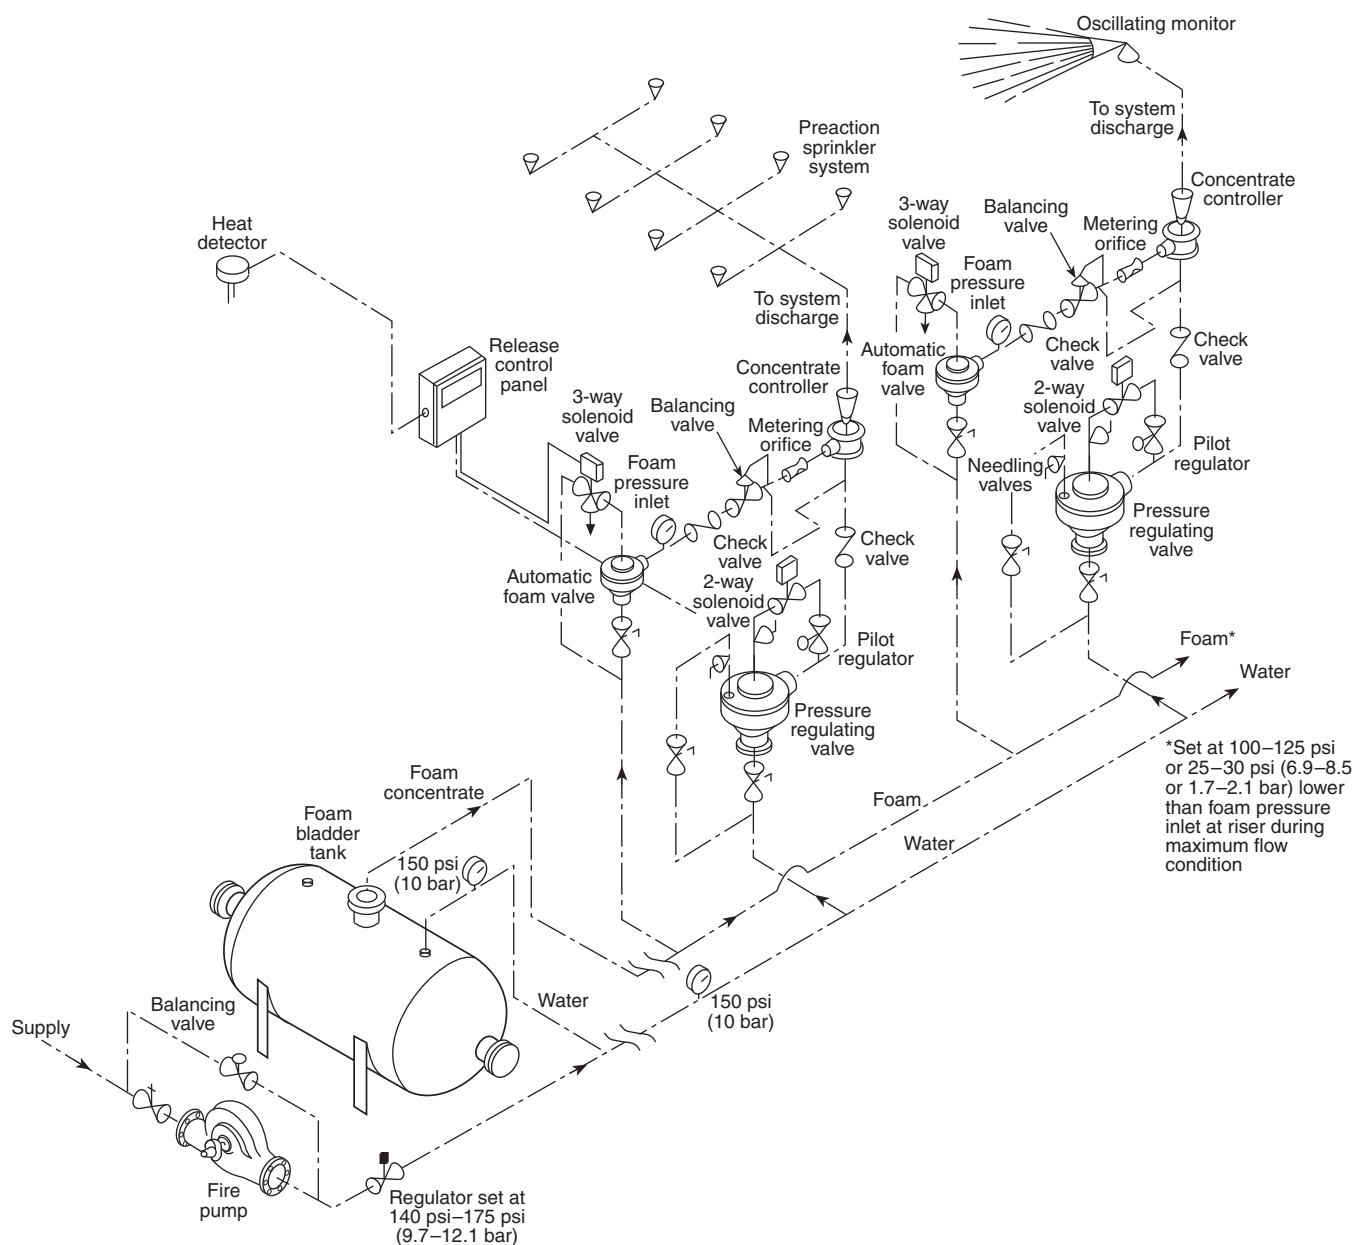 Oscillating monitor
To system
discharge
Preaction
sprinkler
system
Concentrate
controller
3-way
solenoid
valve
Balancing
valve
Metering
orifice
Heat
detector
Foam
pressure
inlet
To system
discharge
Release
control
panel
Automatic
foam
valve
Check
valve
Check
valve
Concentrate
controller
3-way
solenoid
valve
Balancing
valve
2-way
solenoid
valve
Metering
orifice
Pilot
regulator
Foam
pressure
inlet
Needling
valves
Pressure
regulating
valve
Check
valve
Check
valve
Automatic
foam valve
2-way
solenoid
valve
Pilot
regulator
Foam*
Water
Pressure
regulating
valve
*Set at 100–125 psi
or 25–30 psi (6.9–8.5
or 1.7–2.1 bar) lower
than foam pressure
inlet at riser during
maximum flow
condition
Foam
concentrate
Foam
Foam
bladder
tank
Water
150 psi
(10 bar)
Water
150 psi
(10 bar)
Balancing
valve
Supply
Fire
pump
Regulator set at
140 psi–175 psi
(9.7–12.1 bar)